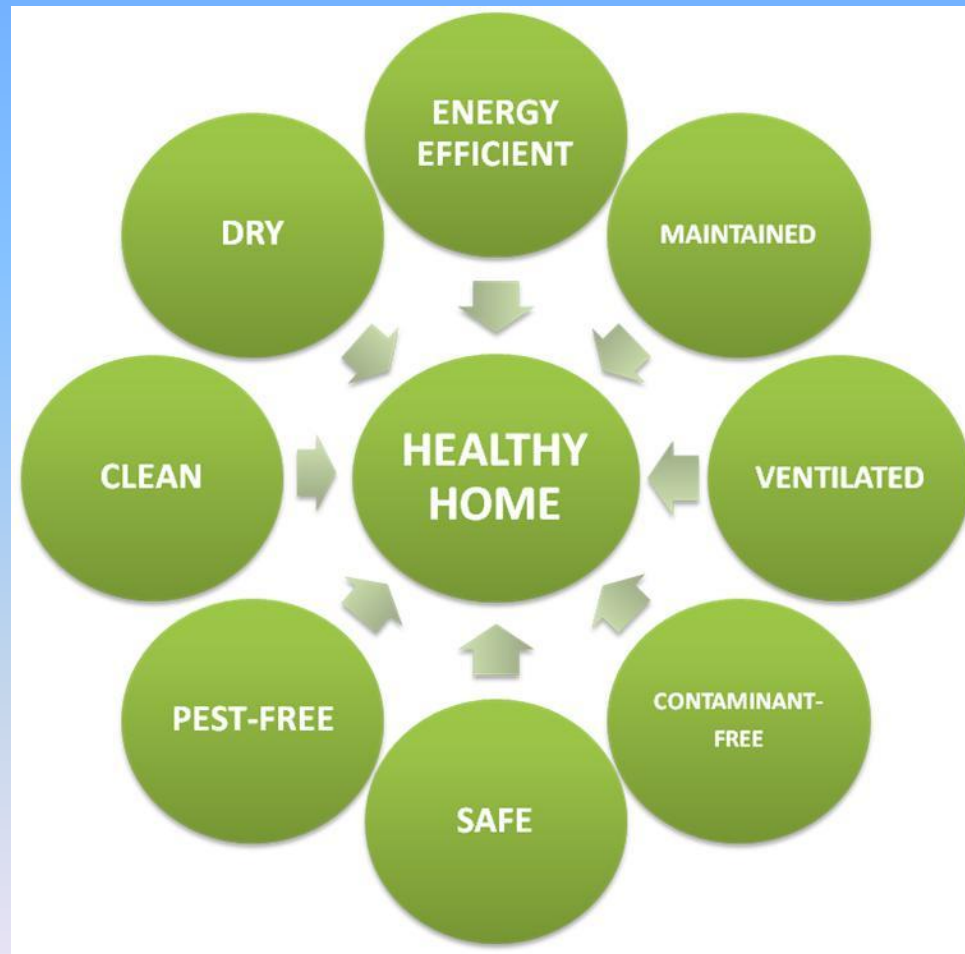 ENERGY
EFFICIENT
DRY
MAINTAINED
HEALTHY
HOME
CLEAN
VENTILATED
PEST-FREE
CONTAMINANT-
FREE
SAFE